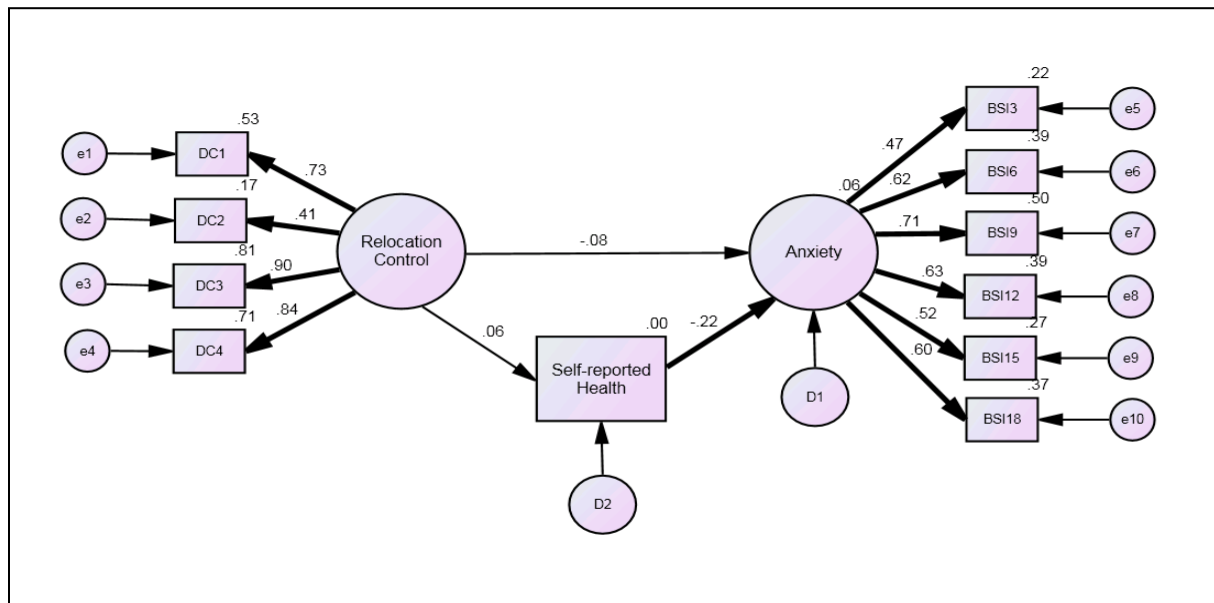 .53
e1
DC1
.73
.17
e2
DC2
.41
.81
e3
DC3
.90
.71
e4
DC4
.84
Relocation
Control
-.08
.06
.00
Self-reported
Health
-.22
D2
.06
Anxiety
D1
.22
BSI3
e5
.47
.39
BSI6
e6
.62
.50
BSI9
e7
.71
.39
BSI12
e8
.63
.27
BSI15
e9
.52
.37
BSI18
e10
.60